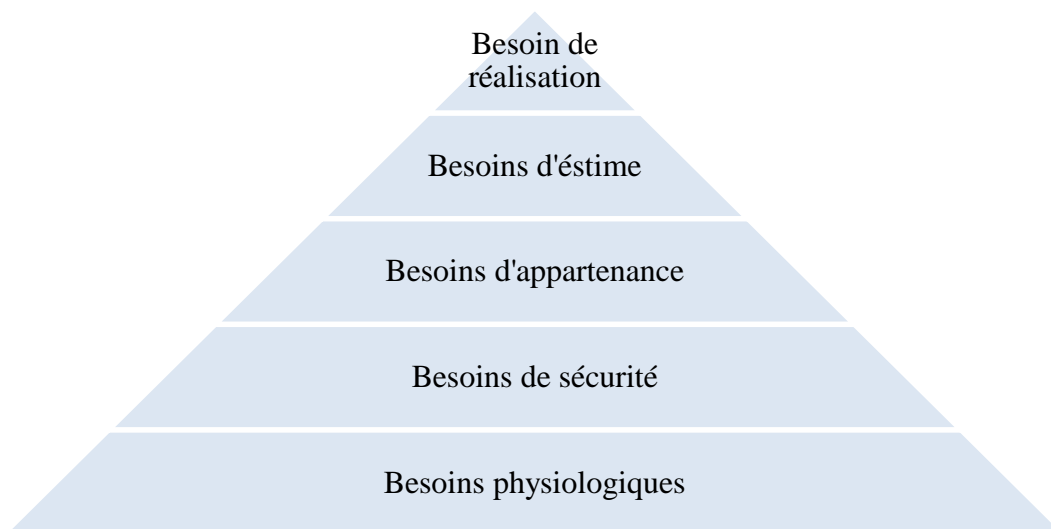 Besoin de
réalisation
Besoins d'éstime
Besoins d'appartenance
Besoins de sécurité
Besoins physiologiques